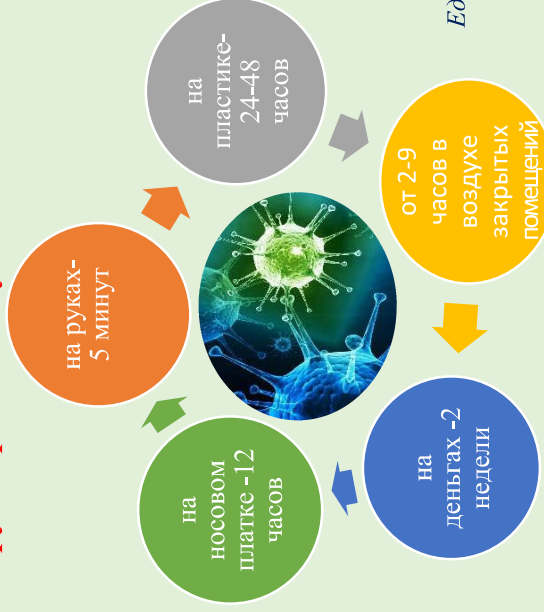 на руках-
5 минут
на
пластике-
24-48
часов
от 2-9
часов в
воздухе
закрытых
помещений
на
деньгах -2
недели
на
носовом
платке -12
часов
Ед